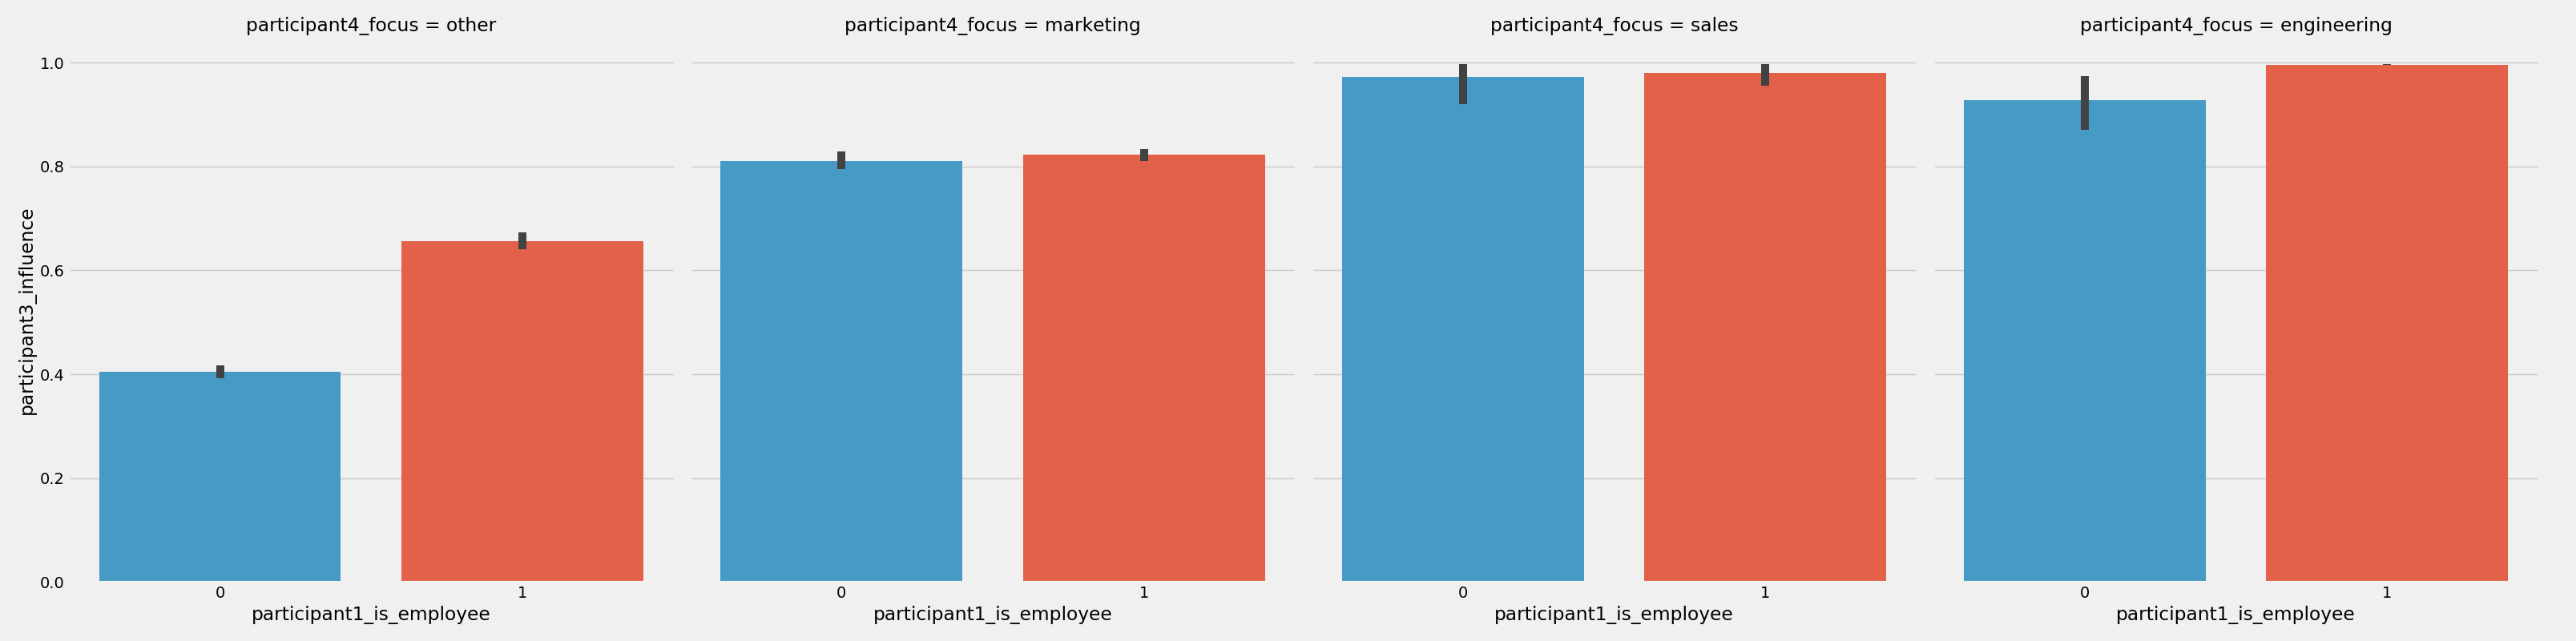 participant4_focus = other
participant4_focus = marketing
participant4_focus = sales
participant4_focus = engineering
participant3_influence
1.0
0.8
0.6
0.4
0.2
0.0
0 1 0 1 0 1 0 1
participant1_is_employee participant1_is_employee participant1_is_employee participant1_is_employee